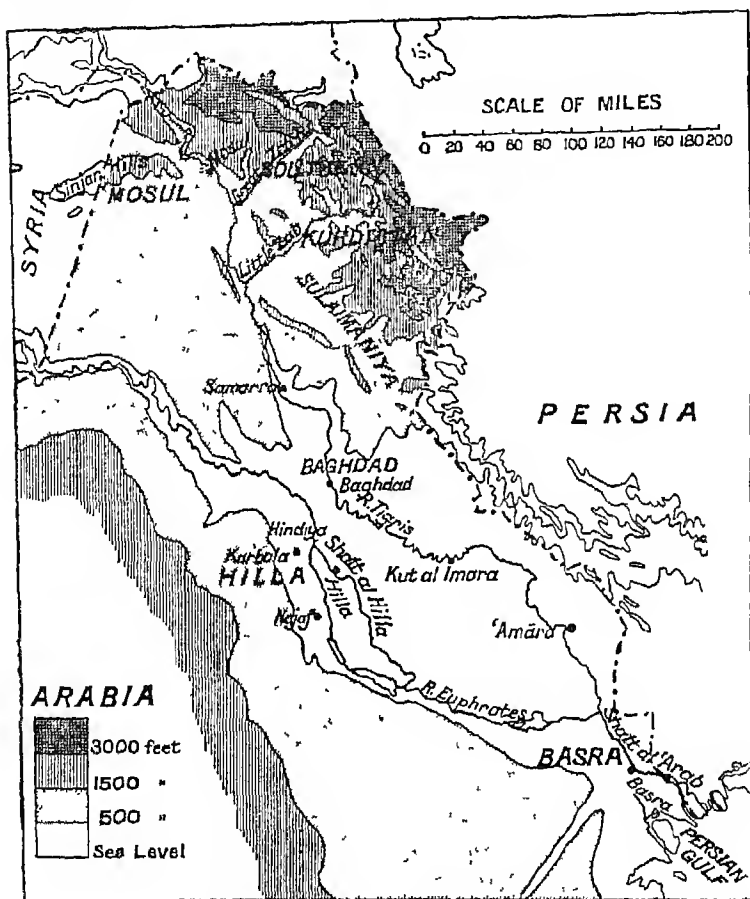 SCALE OF MILES
0 20 40 60 80 100 120 140 160 180 200
SYRIA
Sinjar Hills
MOSUL
Mosul
Little Zab
SULAIMANIYA
Samarra
PERSIA
BAGHDAD
Baghdad
R. Tigris
Hindiya
Karbala
HILLA
Shatt al Hilla
Hilla
Kut al Imara
Najaf
'Amāra
R. Euphrates
ARABIA
3000 feet
1500 "
500 "
Sea Level
BASRA
Shatt al 'Arab
Basra
PERSIAN
GULF